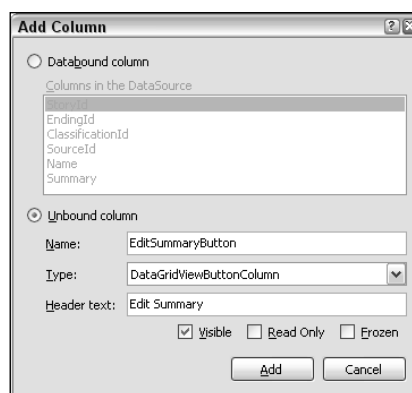 Add Column
Databound column
Columns in the DataSource
StoryId
EndingId
ClassificationId
SourceId
Name
Summary
Unbound column
Name: EditSummaryButton
Type: DataGridViewButtonColumn
Header text: Edit Summary
Visible Read Only Frozen
Add Cancel